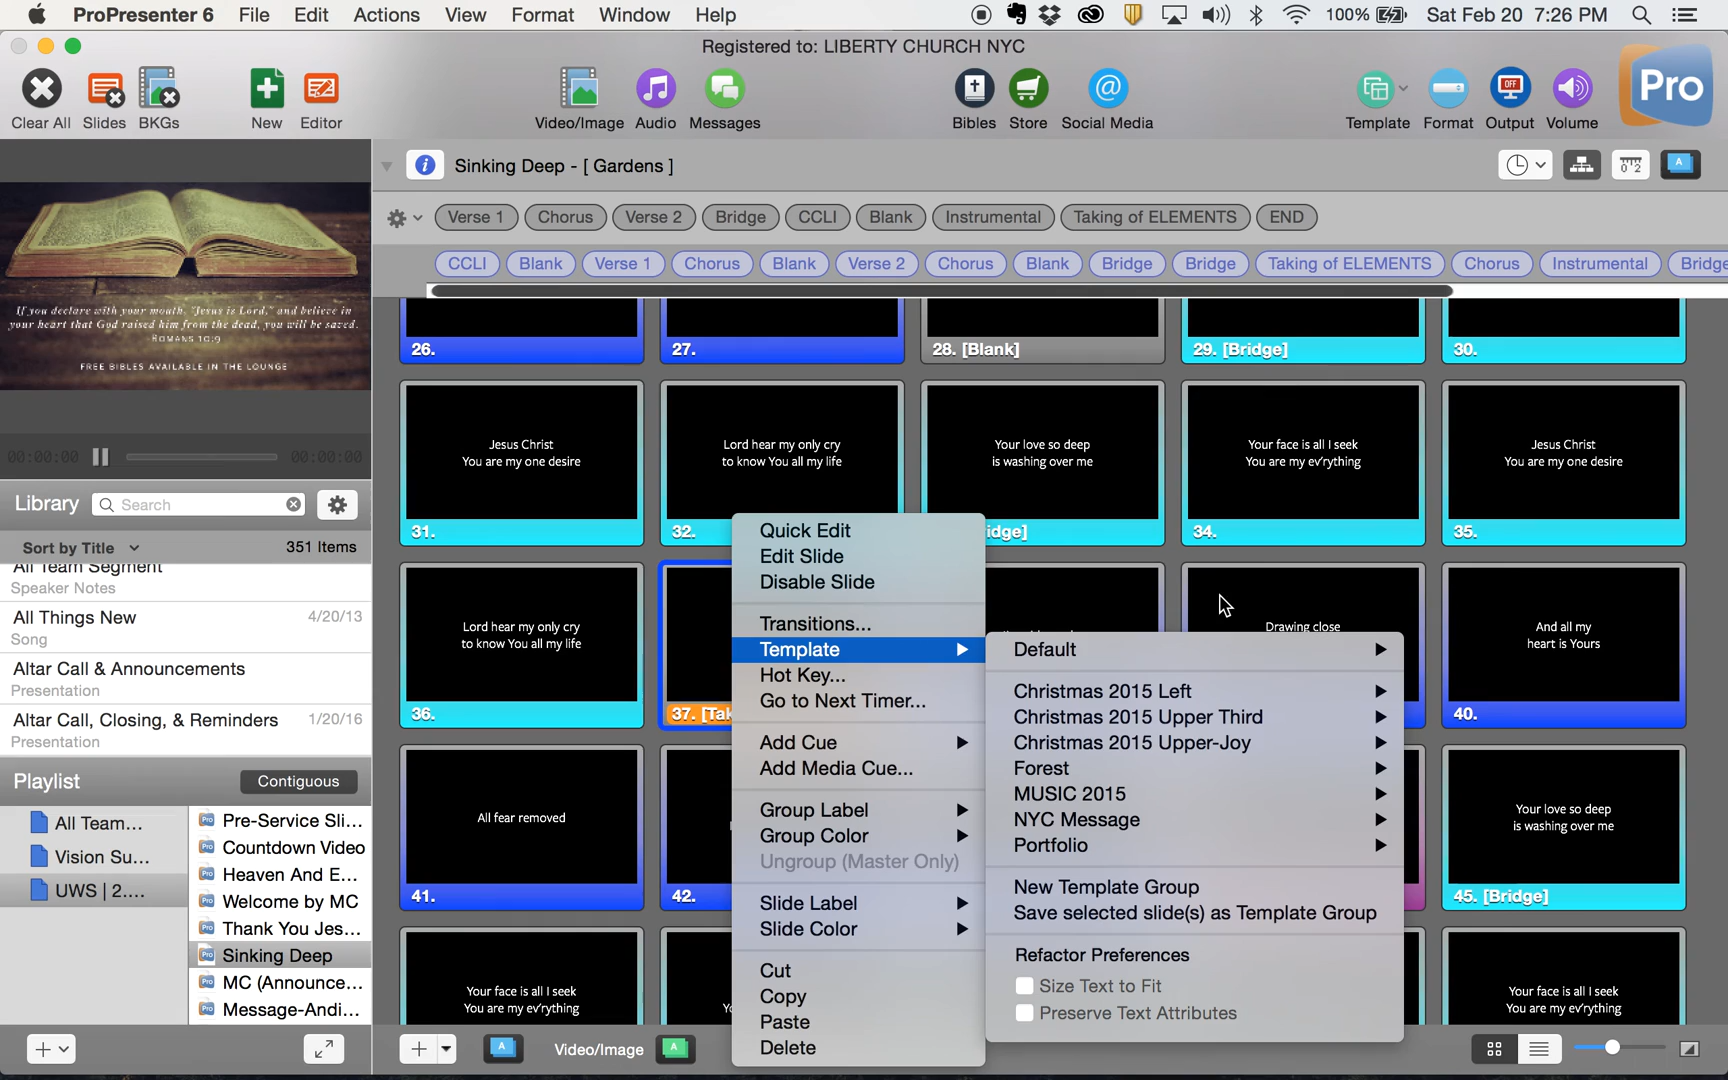 ProPresenter 6 File Edit Actions View Format Window Help 100% Sat Feb 20 7:26 PM
Registered to: LIBERTY CHURCH NYC
Clear All Slides BKGs New Editor Video/Image Audio Messages Bibles Store Social Media Template Format Output Volume
OFF
Pro
Sinking Deep - [ Gardens ]
Verse 1 Chorus Verse 2 Bridge CCLI Blank Instrumental Taking of ELEMENTS END
CCLI Blank Verse 1 Chorus Blank Verse 2 Chorus Blank Bridge Bridge Taking of ELEMENTS Chorus Instrumental Bridge
If you declare with your mouth, "Jesus is Lord," and believe in
your heart that God raised him from the dead, you will be saved.
-Romans 10:9
FREE BIBLES AVAILABLE IN THE LOUNGE
00:00:00 00:00:00
Library Search
Sort by Title 351 Items
All Team Segment
Speaker Notes
All Things New 4/20/13
Song
Altar Call & Announcements
Presentation
Altar Call, Closing, & Reminders 1/20/16
Presentation
Playlist Contiguous
All Team...
Vision Su...
UWS | 2....
Pre-Service Sli...
Countdown Video
Heaven And E...
Welcome by MC
Thank You Jes...
Sinking Deep
MC (Announce...
Message-Andi...
26. 27. 28. [Blank] 29. [Bridge] 30.
Jesus Christ
You are my one desire
31.
Lord hear my only cry
to know You all my life
32.
Your love so deep
is washing over me
idge]
Your face is all I seek
You are my ev'rything
34.
Jesus Christ
You are my one desire
35.
Lord hear my only cry
to know You all my life
36.
37. [Tak
Drawing close
And all my
heart is Yours
40.
All fear removed
41.
42.
Your love so deep
is washing over me
45. [Bridge]
Your face is all I seek
You are my ev'rything
Your face is all I seek
You are my ev'rything
Quick Edit
Edit Slide
Disable Slide
Transitions...
Template
Hot Key...
Go to Next Timer...
Add Cue
Add Media Cue...
Group Label
Group Color
Ungroup (Master Only)
Slide Label
Slide Color
Cut
Copy
Paste
Delete
Default
Christmas 2015 Left
Christmas 2015 Upper Third
Christmas 2015 Upper-Joy
Forest
MUSIC 2015
NYC Message
Portfolio
New Template Group
Save selected slide(s) as Template Group
Refactor Preferences
Size Text to Fit
Preserve Text Attributes
Video/Image